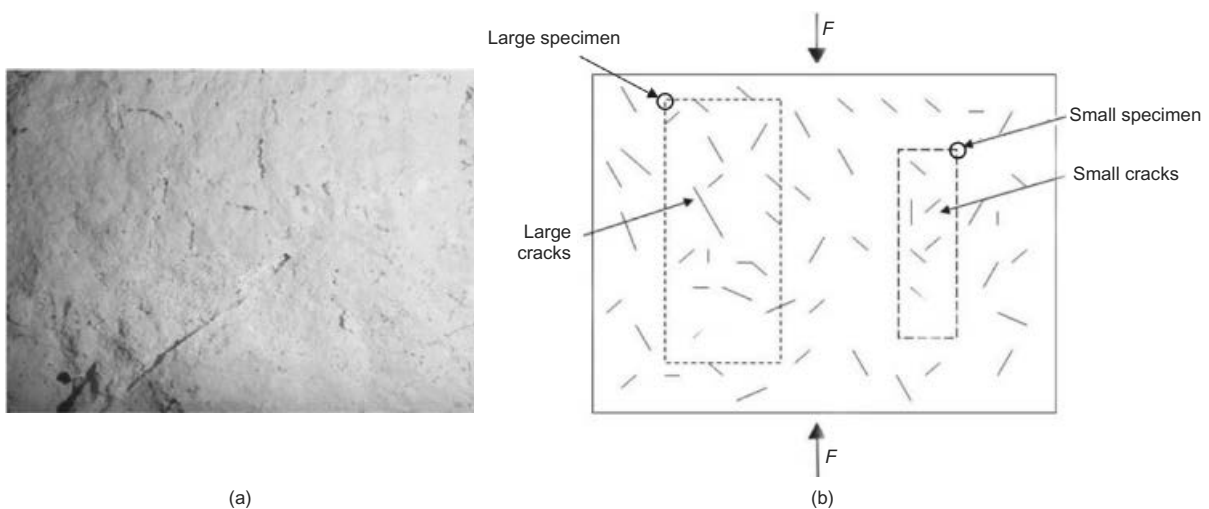 F
Large specimen
Small specimen
Small cracks
Large
cracks
F
(a)
(b)